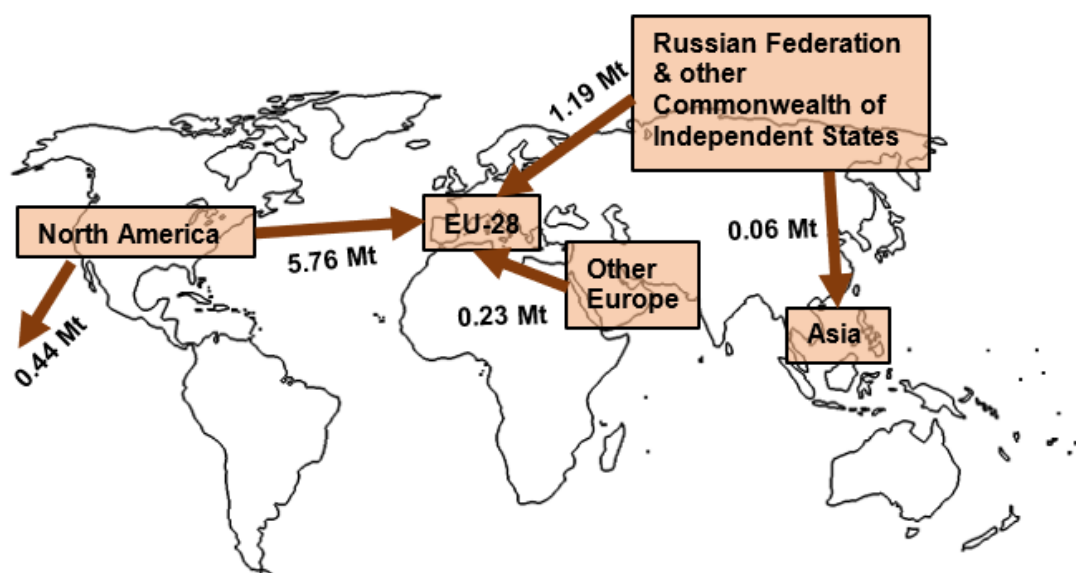 Russian Federation
& other
Commonwealth of
Independent States
1.19 Mt
North America
EU-28
5.76 Mt
0.06 Mt
Other
Europe
0.23 Mt
Asia
0.44 Mt